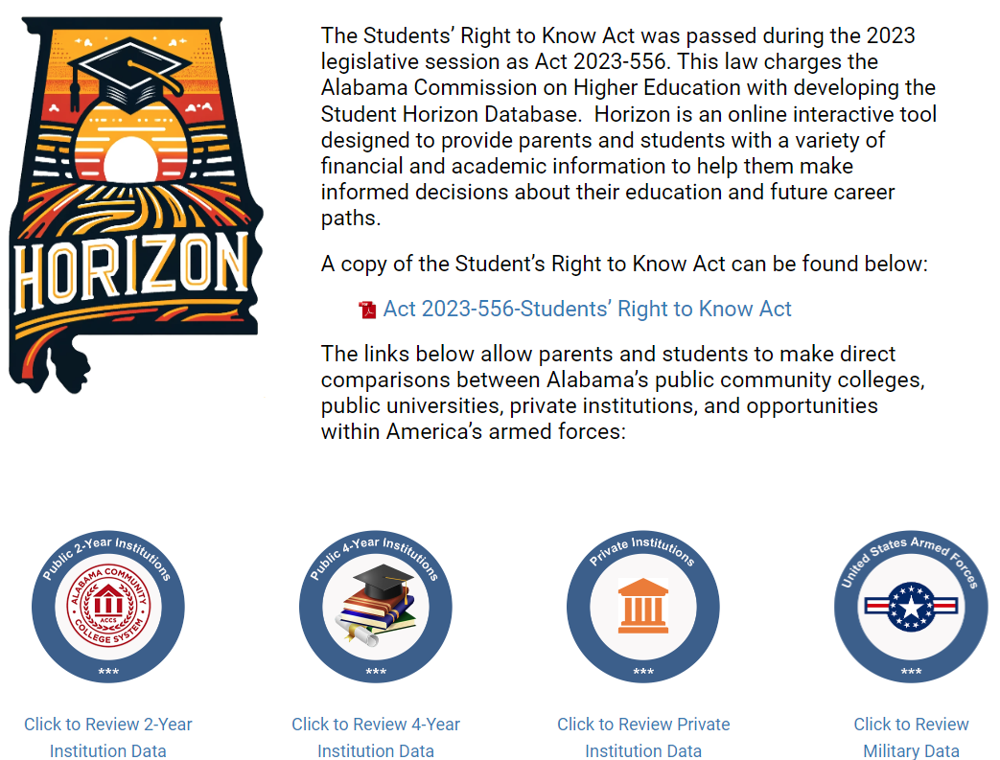 HORIZON
The Students’ Right to Know Act was passed during the 2023
legislative session as Act 2023-556. This law charges the
Alabama Commission on Higher Education with developing the
Student Horizon Database.  Horizon is an online interactive tool
designed to provide parents and students with a variety of
financial and academic information to help them make
informed decisions about their education and future career
paths.
A copy of the Student’s Right to Know Act can be found below:
Act 2023-556-Students’ Right to Know Act
The links below allow parents and students to make direct
comparisons between Alabama’s public community colleges,
public universities, private institutions, and opportunities
within America’s armed forces:
Public 2-Year Institutions
ALABAMA COMMUNITY
ACCS
COLLEGE SYSTEM
***
Public 4-Year Institutions
***
Private Institutions
***
United States Armed Forces
***
Click to Review 2-Year
Institution Data
Click to Review 4-Year
Institution Data
Click to Review Private
Institution Data
Click to Review
Military Data